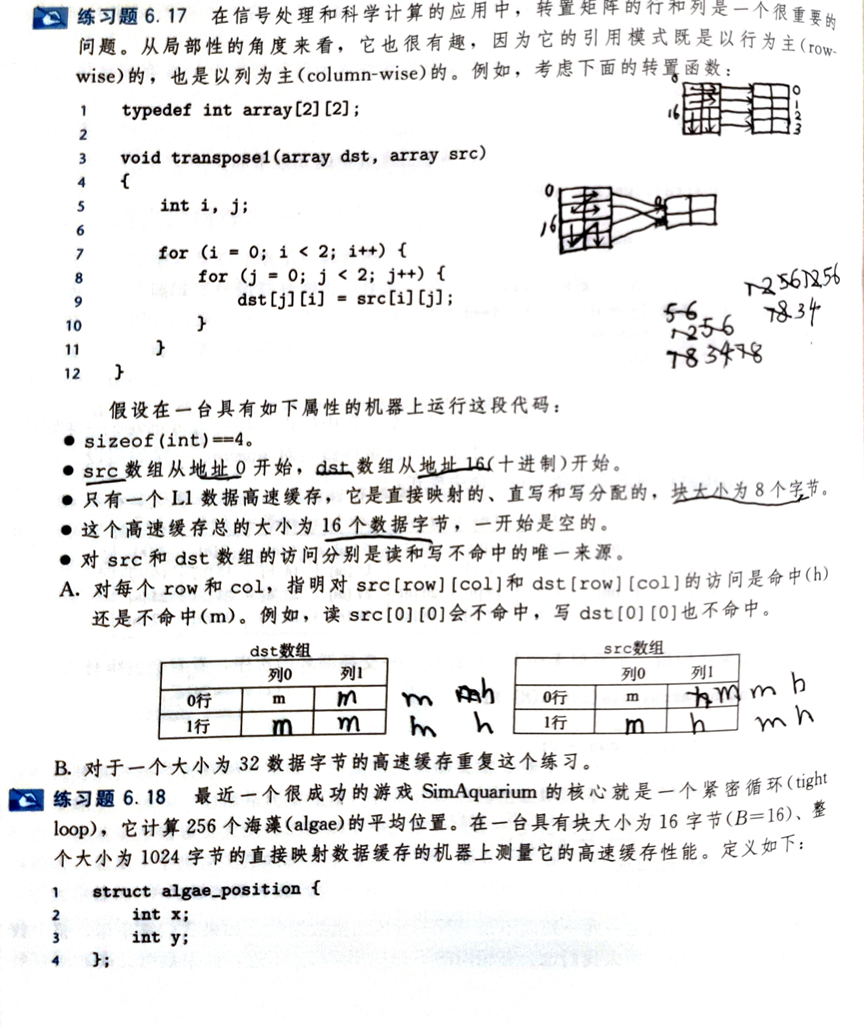 练习题 6.17 在信号处理和科学计算的应用中，转置矩阵的行和列是一个很重要的
问题。从局部性的角度来看，它也很有趣，因为它的引用模式既是以行为主(row-
wise)的，也是以列为主(column-wise)的。例如，考虑下面的转置函数：
0
16
0
1
2
3
1 typedef int array[2][2];
2
3 void transpose1(array dst, array src)
4 {
5 int i, j;
6
7 for (i = 0; i < 2; i++) {
8 for (j = 0; j < 2; j++) {
9 dst[j][i] = src[i][j];
10 }
11 }
12 }
0
16
假设在一台具有如下属性的机器上运行这段代码：
● sizeof(int)==4。
● src 数组从地址 0 开始，dst 数组从地址 16(十进制)开始。
● 只有一个 L1 数据高速缓存，它是直接映射的、直写和写分配的，块大小为 8 个字节。
● 这个高速缓存总的大小为 16 个数据字节，一开始是空的。
● 对 src 和 dst 数组的访问分别是读和写不命中的唯一来源。
A. 对每个 row 和 col，指明对 src[row][col]和 dst[row][col]的访问是命中(h)
还是不命中(m)。例如，读 src[0][0]会不命中，写 dst[0][0]也不命中。
dst数组
列0 列1
0行 m m m h
1行 m m m h
src数组
列0 列1
0行 m m m h
1行 m h m h
B. 对于一个大小为 32 数据字节的高速缓存重复这个练习。
练习题 6.18 最近一个很成功的游戏 SimAquarium 的核心就是一个紧密循环(tight
loop)，它计算 256 个海藻(algae)的平均位置。在一台具有块大小为 16 字节(B=16)、整
个大小为 1024 字节的直接映射数据缓存的机器上测量它的高速缓存性能。定义如下：
1 struct algae_position {
2 int x;
3 int y;
4 };